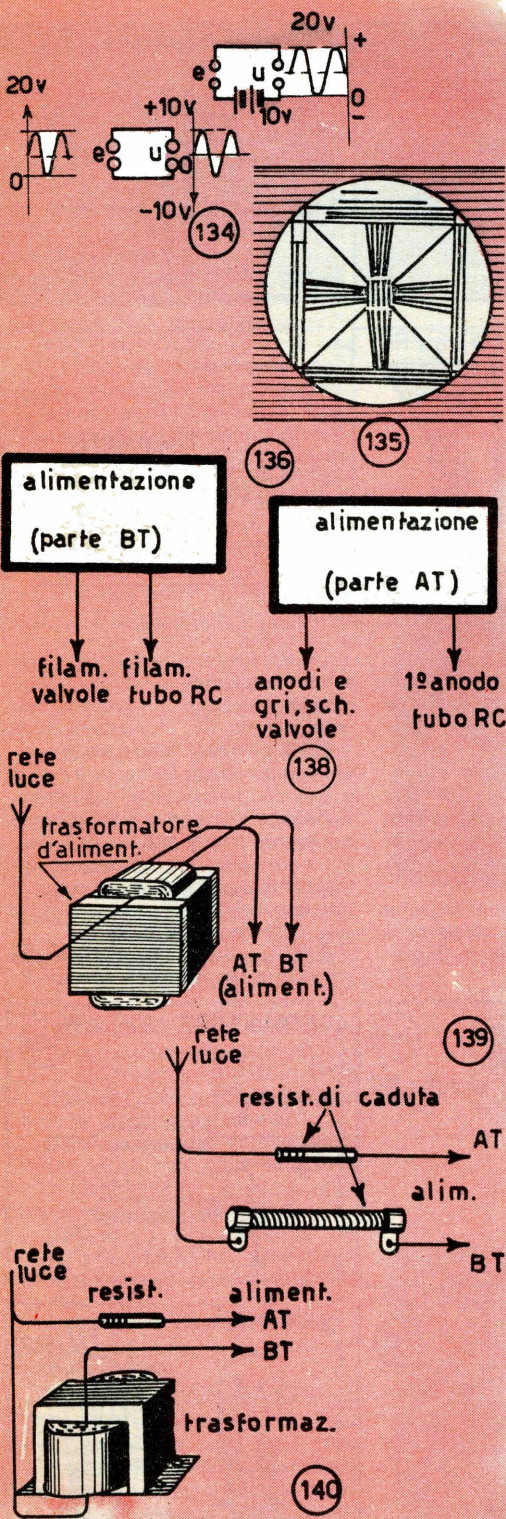 20v
+
e
u
0
10v
–
20v
+10v
e
u
0
0
–10v
134
135
136
alimentazione
(parte BT)
alimentazione
(parte AT)
filam. filam.
valvole tubo RC
anodi e
gri, sch.
valvole
1º anodo
tubo RC
138
rete
luce
trasformatore
d'aliment.
AT BT
(aliment.)
139
rete
luce
resist. di caduta
AT
alim.
BT
rete
luce
resist.
aliment.
AT
BT
trasformaz.
140